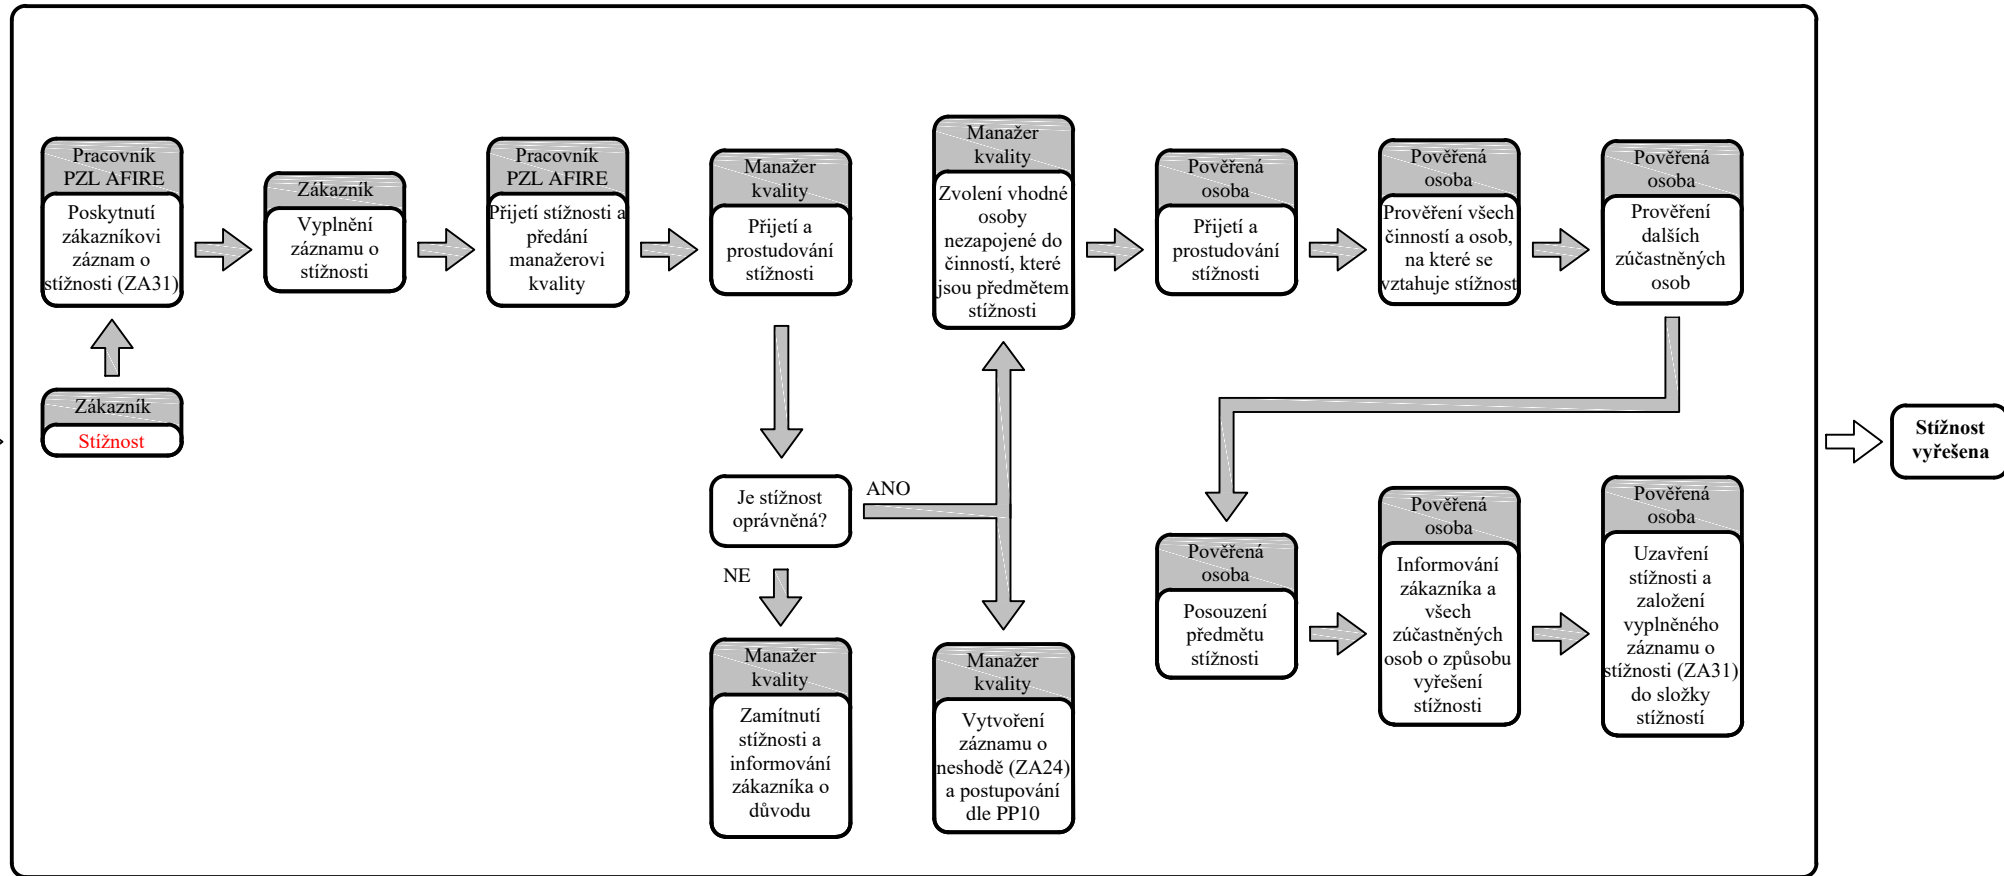 Pracovník
PZL AFIRE
Poskytnutí
zákazníkovi
záznam o
stížnosti (ZA31)
Zákazník
Stížnost
Zákazník
Vyplnění
záznamu o
stížnosti
Pracovník
PZL AFIRE
Přijetí stížnosti a
předání
manažerovi
kvality
Manažer
kvality
Přijetí a
prostudování
stížnosti
Je stížnost
oprávněná?
ANO
NE
Manažer
kvality
Zamítnutí
stížnosti a
informování
zákazníka o
důvodu
Manažer
kvality
Zvolení vhodné
osoby
nezapojené do
činností, které
jsou předmětem
stížnosti
Manažer
kvality
Vytvoření
záznamu o
neshodě (ZA24)
a postupování
dle PP10
Pověřená
osoba
Přijetí a
prostudování
stížnosti
Pověřená
osoba
Prověření všech
činností a osob,
na které se
vztahuje stížnost
Pověřená
osoba
Prověření
dalších
zúčastněných
osob
Pověřená
osoba
Posouzení
předmětu
stížnosti
Pověřená
osoba
Informování
zákazníka a
všech
zúčastněných
osob o způsobu
vyřešení
stížnosti
Pověřená
osoba
Uzavření
stížnosti a
založení
vyplněného
záznamu o
stížnosti (ZA31)
do složky
stížností
Stížnost
vyřešena